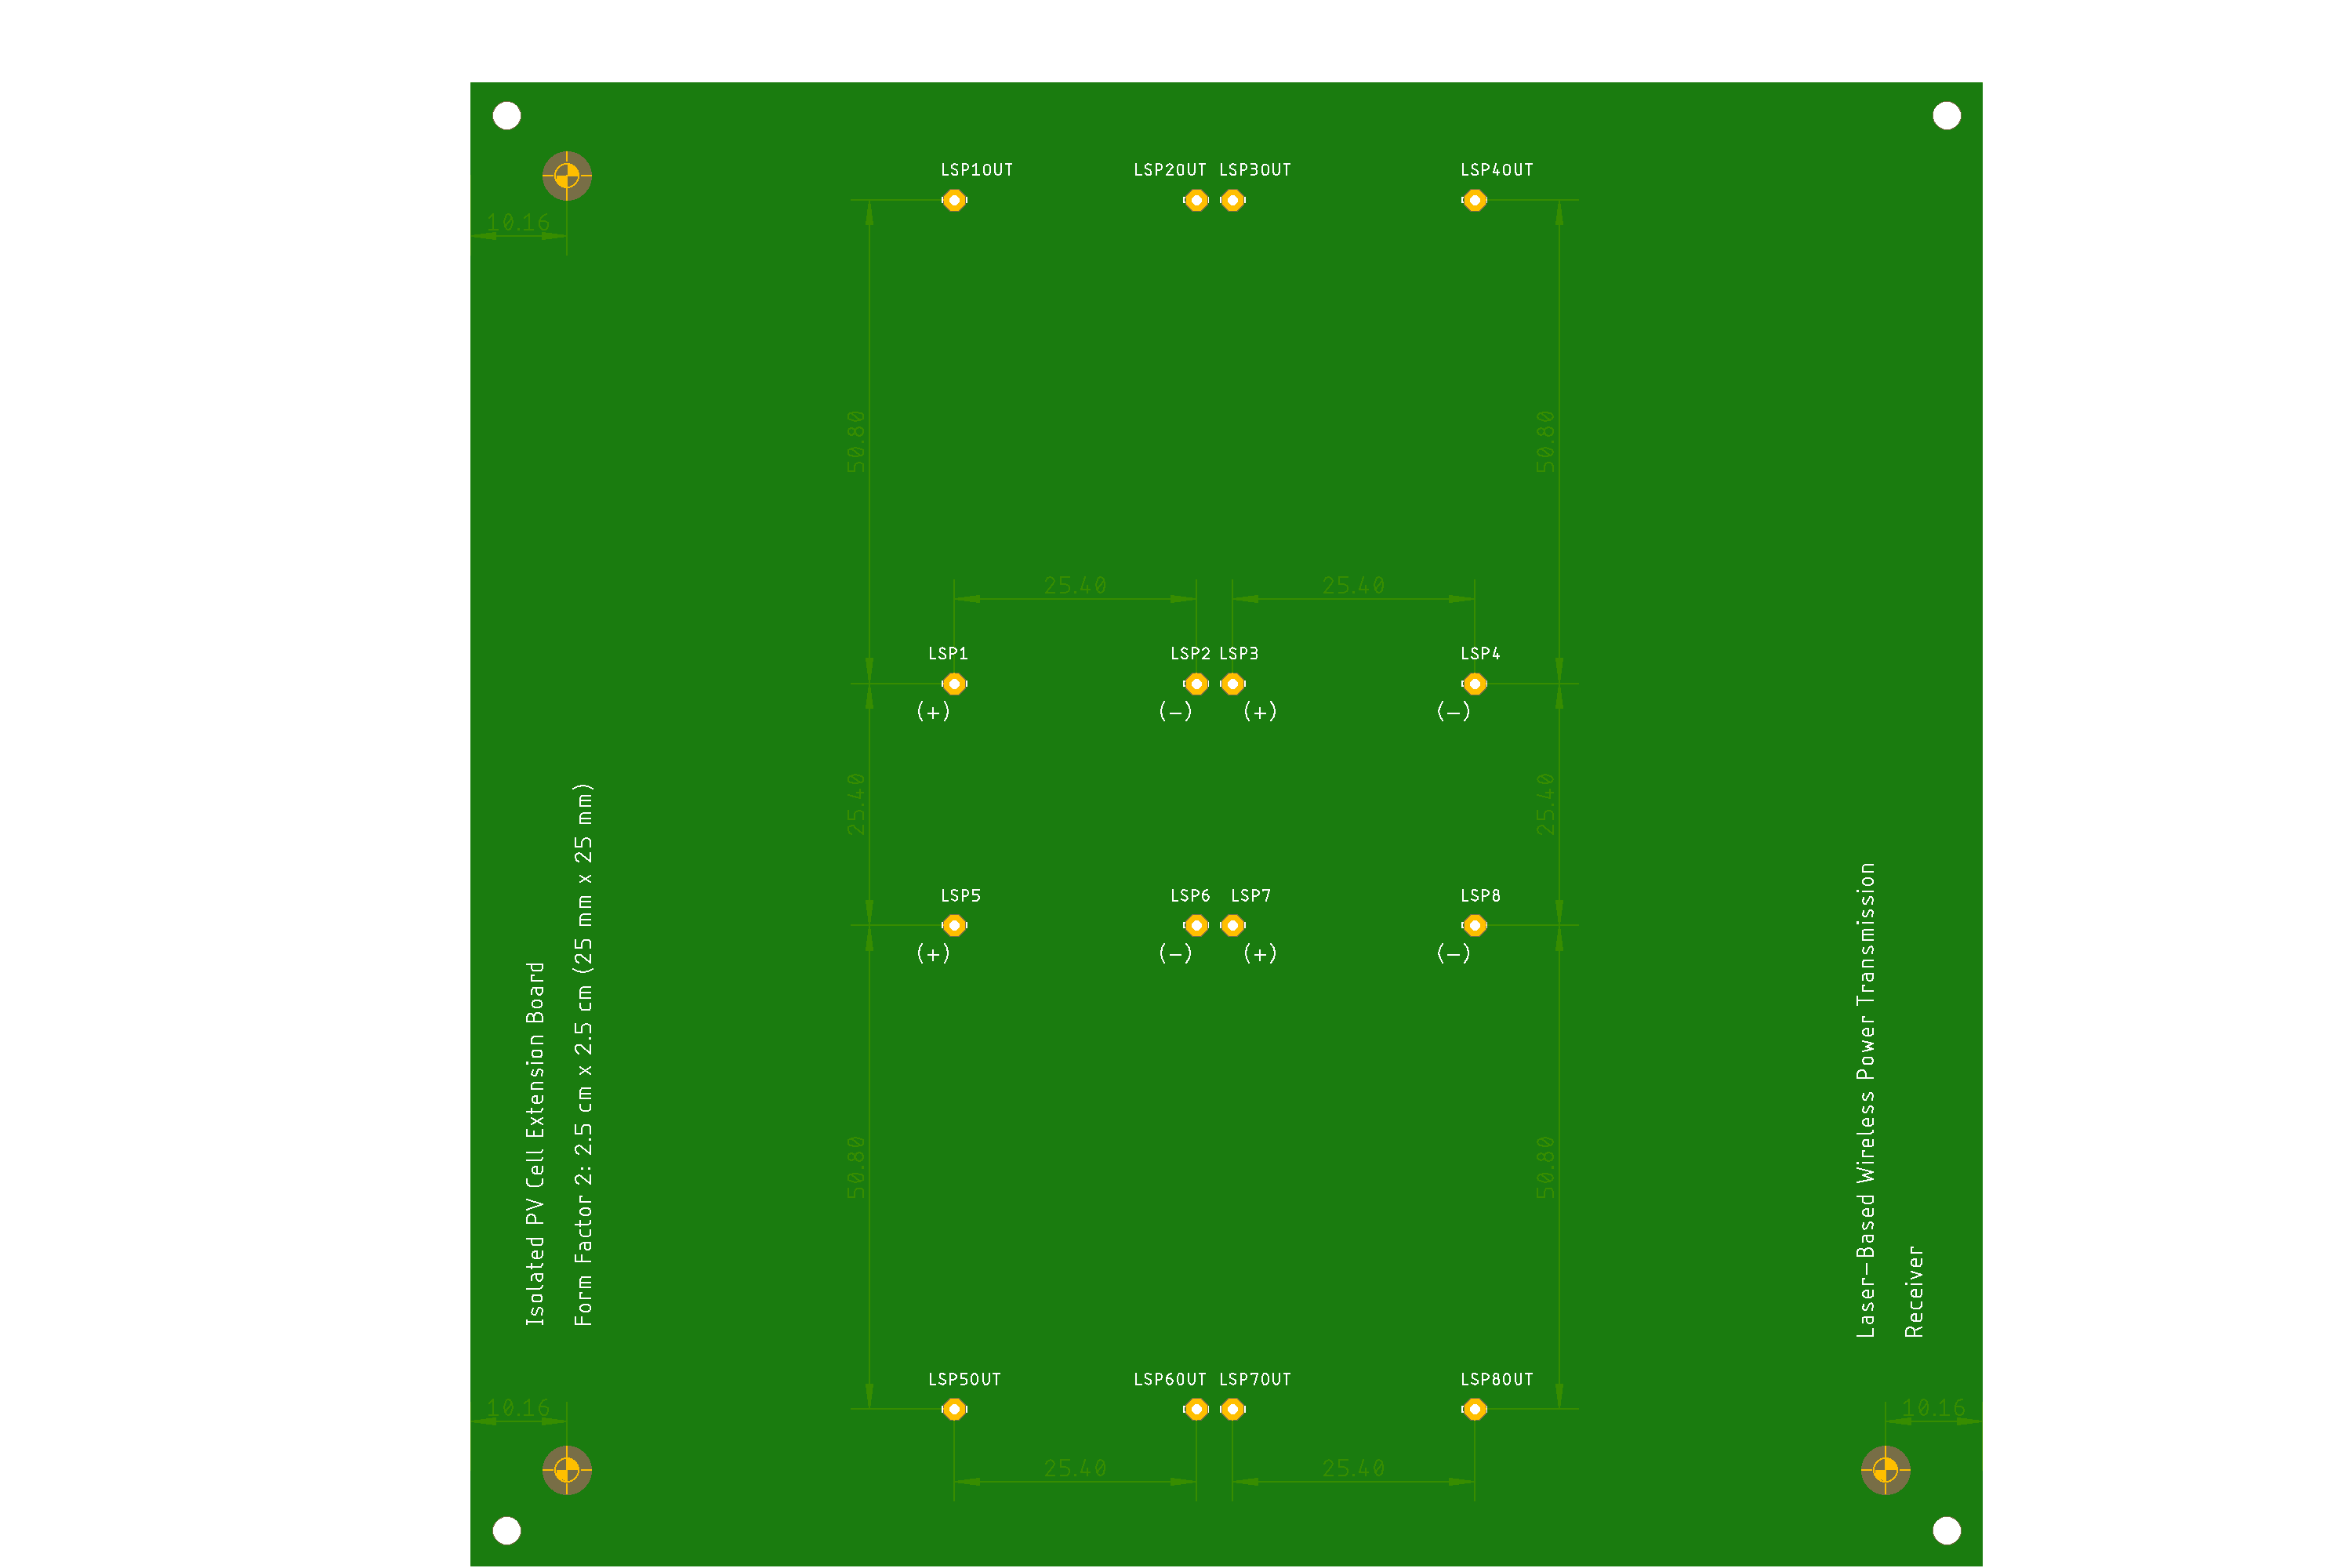 LSP1OUT LSP2OUT LSP3OUT LSP4OUT
10.16
50.80 50.80
25.40 25.40
LSP1 LSP2 LSP3 LSP4
(+) (-) (+) (-)
25.40 25.40
LSP5 LSP6 LSP7 LSP8
(+) (-) (+) (-)
50.80 50.80
Isolated PV Cell Extension Board
Form Factor 2: 2.5 cm x 2.5 cm (25 mm x 25 mm)
Laser-Based Wireless Power Transmission
Receiver
LSP5OUT LSP6OUT LSP7OUT LSP8OUT
10.16 10.16
25.40 25.40